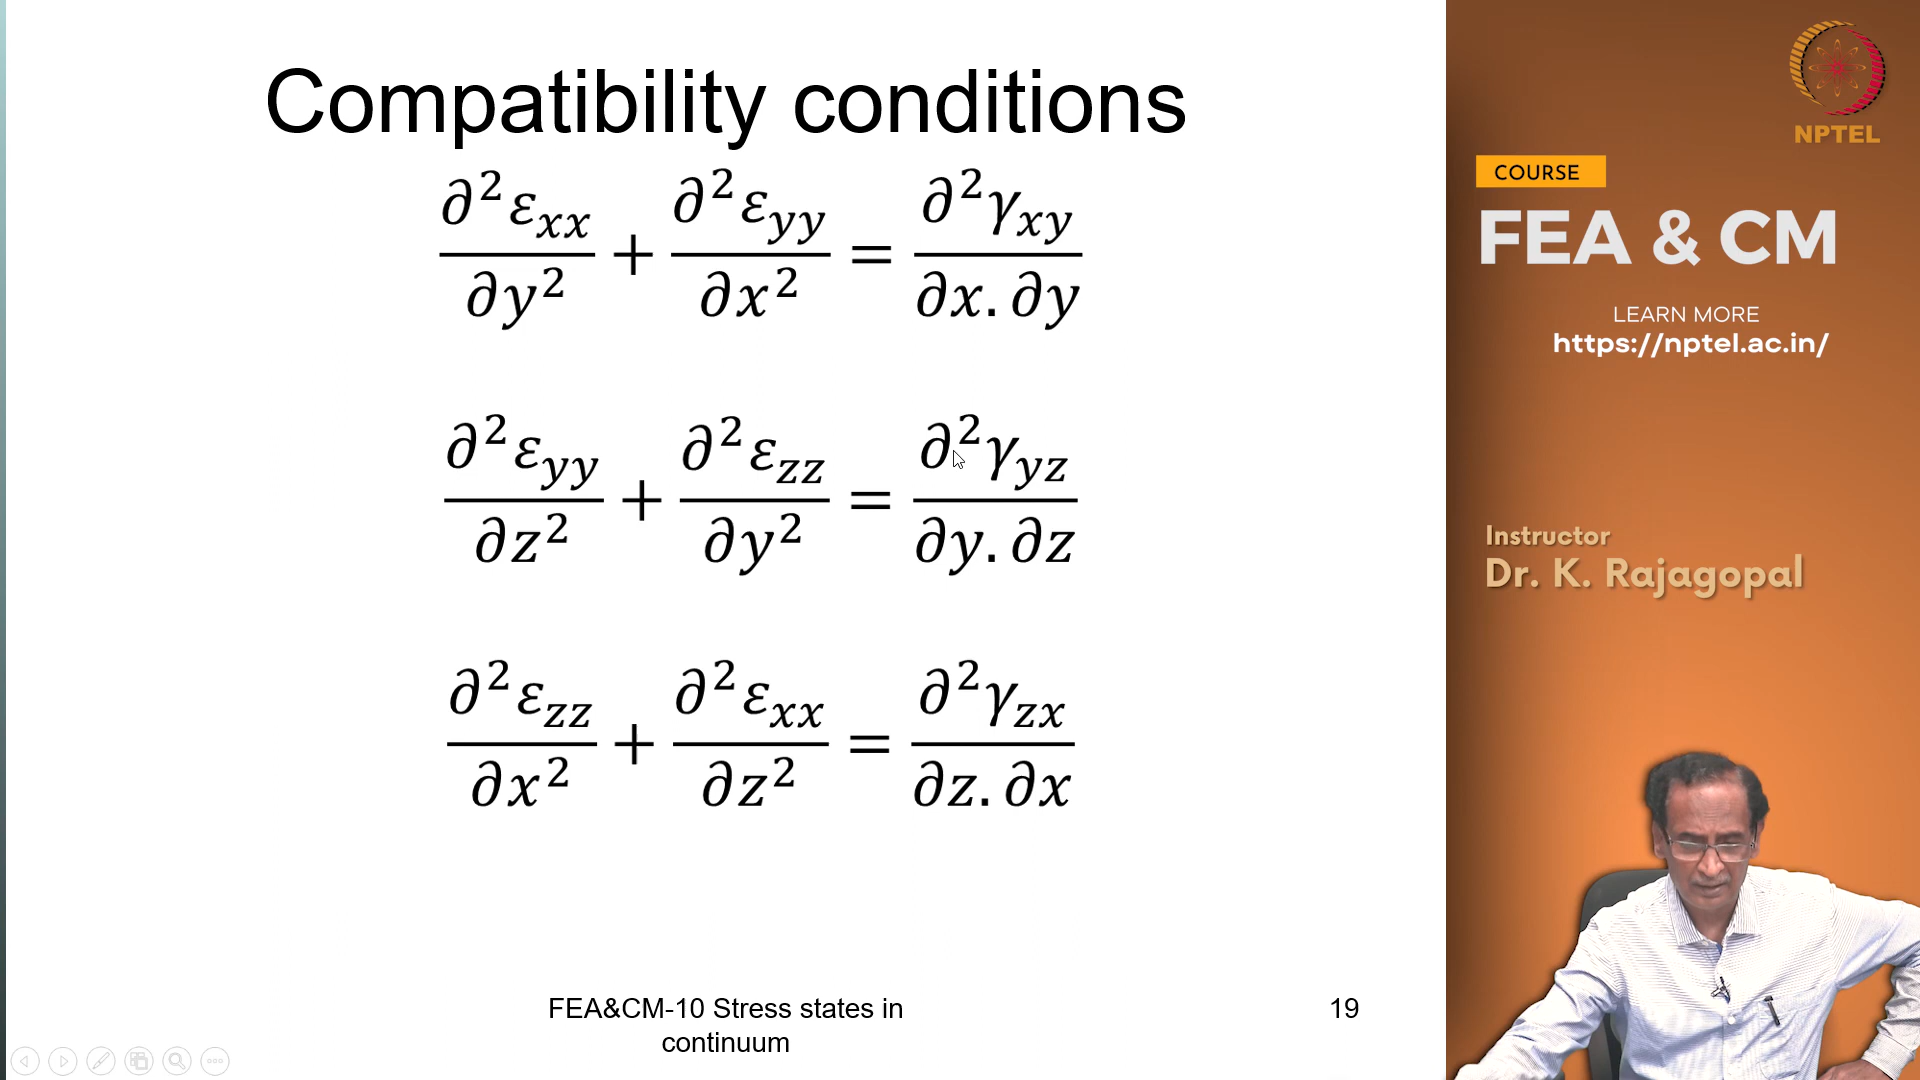 Compatibility conditions
∂²ε_xx/∂y² + ∂²ε_yy/∂x² = ∂²γ_xy/∂x.∂y
∂²ε_yy/∂z² + ∂²ε_zz/∂y² = ∂²γ_yz/∂y.∂z
∂²ε_zz/∂x² + ∂²ε_xx/∂z² = ∂²γ_zx/∂z.∂x
FEA&CM-10 Stress states in
continuum
19
NPTEL
COURSE
FEA & CM
LEARN MORE
https://nptel.ac.in/
Instructor
Dr. K. Rajagopal